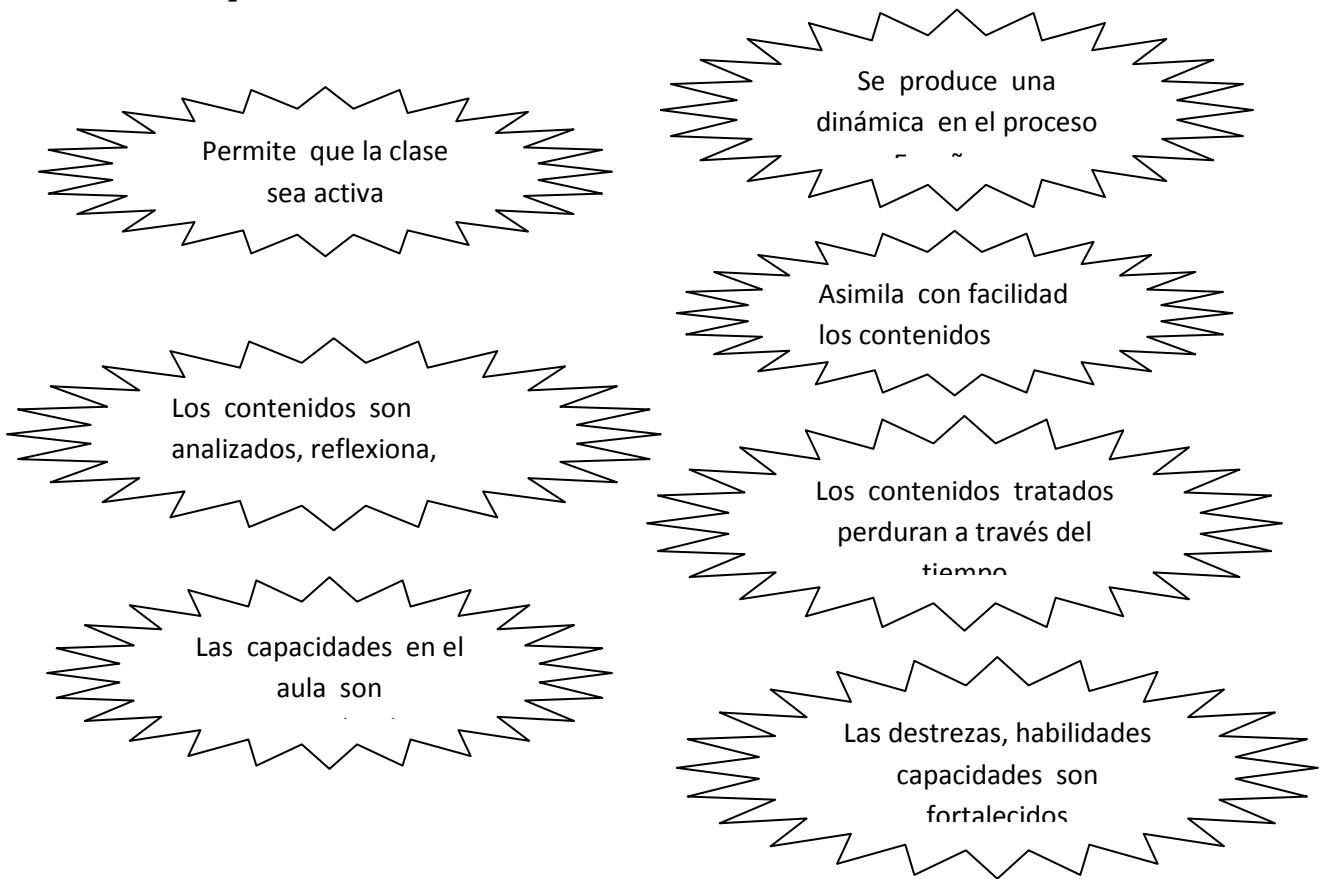 Permite que la clase
sea activa
Se produce una
dinámica en el proceso
Asimila con facilidad
los contenidos
Los contenidos son
analizados, reflexiona,
Los contenidos tratados
perduran a través del
tiempo
Las capacidades en el
aula son
Las destrezas, habilidades
capacidades son
fortalecidos